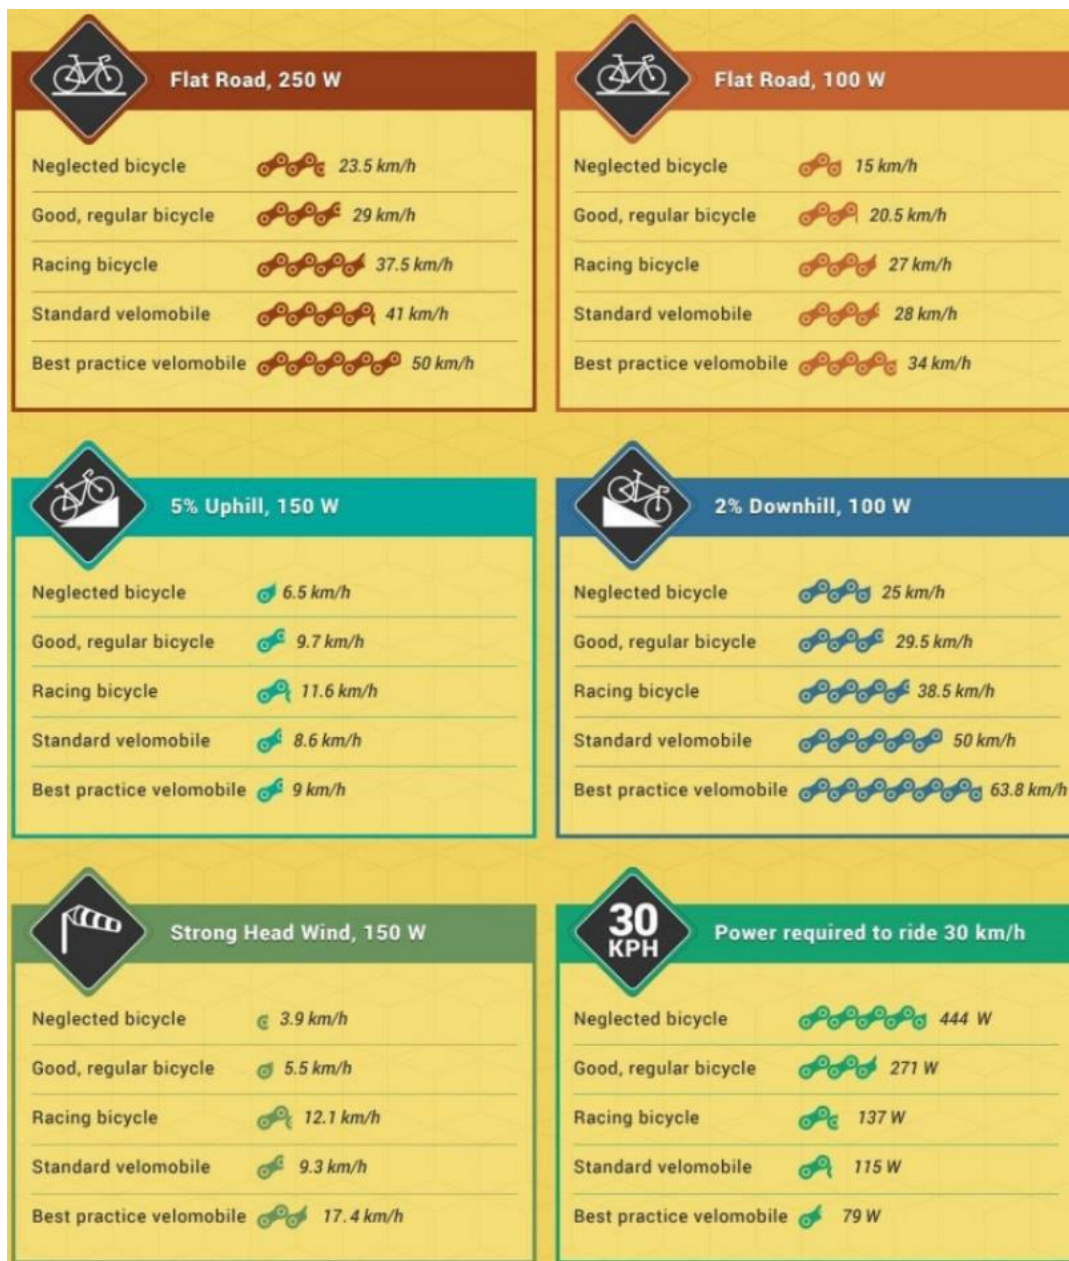 Flat Road, 250 W
Neglected bicycle 23.5 km/h
Good, regular bicycle 29 km/h
Racing bicycle 37.5 km/h
Standard velomobile 41 km/h
Best practice velomobile 50 km/h
Flat Road, 100 W
Neglected bicycle 15 km/h
Good, regular bicycle 20.5 km/h
Racing bicycle 27 km/h
Standard velomobile 28 km/h
Best practice velomobile 34 km/h
5% Uphill, 150 W
Neglected bicycle 6.5 km/h
Good, regular bicycle 9.7 km/h
Racing bicycle 11.6 km/h
Standard velomobile 8.6 km/h
Best practice velomobile 9 km/h
2% Downhill, 100 W
Neglected bicycle 25 km/h
Good, regular bicycle 29.5 km/h
Racing bicycle 38.5 km/h
Standard velomobile 50 km/h
Best practice velomobile 63.8 km/h
Strong Head Wind, 150 W
Neglected bicycle 3.9 km/h
Good, regular bicycle 5.5 km/h
Racing bicycle 12.1 km/h
Standard velomobile 9.3 km/h
Best practice velomobile 17.4 km/h
30
KPH
Power required to ride 30 km/h
Neglected bicycle 444 W
Good, regular bicycle 271 W
Racing bicycle 137 W
Standard velomobile 115 W
Best practice velomobile 79 W